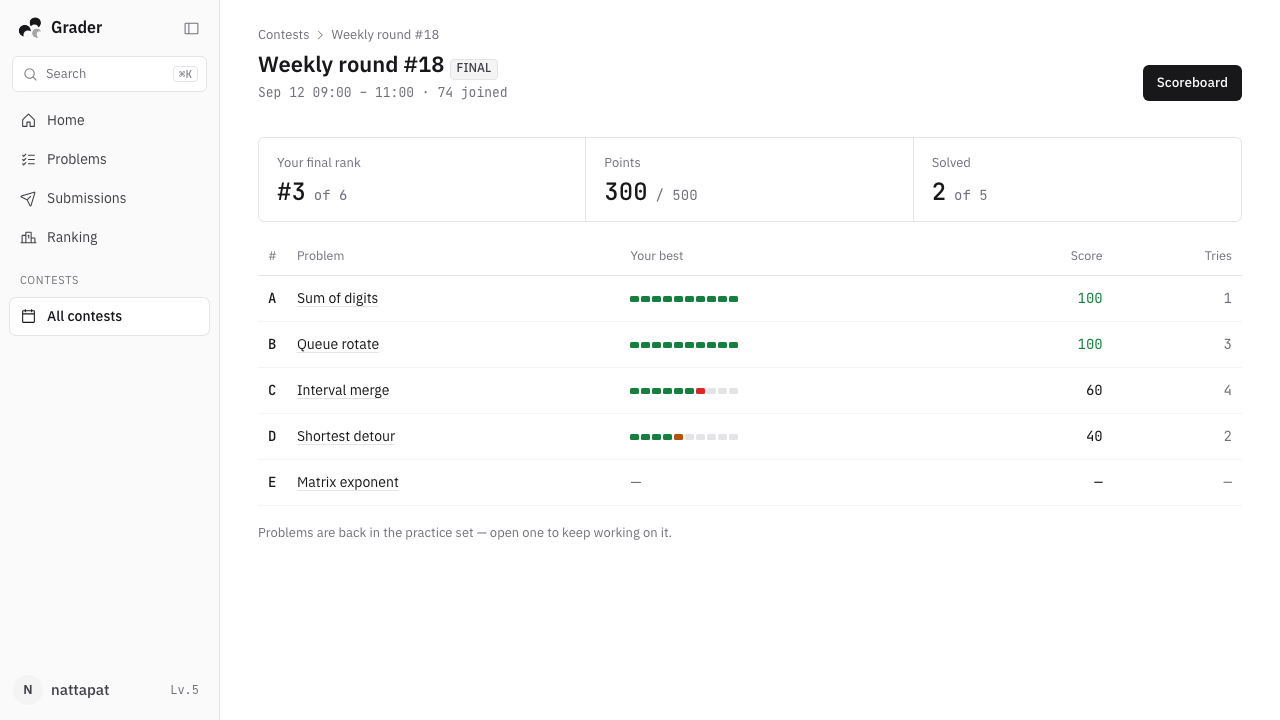 Grader
Search ⌘K
Home
Problems
Submissions
Ranking
CONTESTS
All contests
N nattapat Lv.5
Contests > Weekly round #18
Weekly round #18 FINAL
Sep 12 09:00 – 11:00 · 74 joined
Scoreboard
Your final rank
#3 of 6
Points
300 / 500
Solved
2 of 5
# Problem Your best Score Tries
A Sum of digits 100 1
B Queue rotate 100 3
C Interval merge 60 4
D Shortest detour 40 2
E Matrix exponent — — —
Problems are back in the practice set — open one to keep working on it.